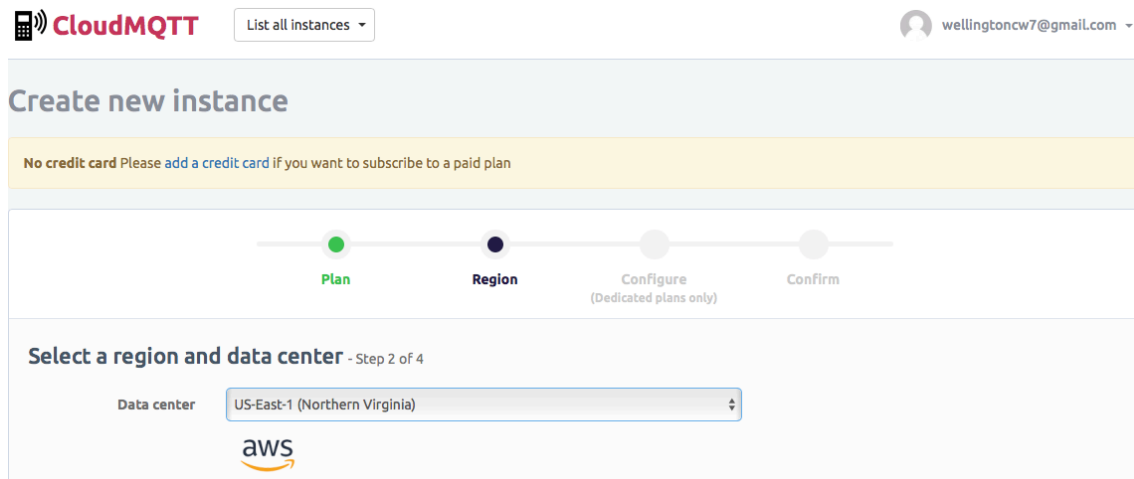 CloudMQTT List all instances wellingtoncw7@gmail.com
Create new instance
No credit card Please add a credit card if you want to subscribe to a paid plan
Plan Region Configure Confirm
(Dedicated plans only)
Select a region and data center - Step 2 of 4
Data center US-East-1 (Northern Virginia)
aws